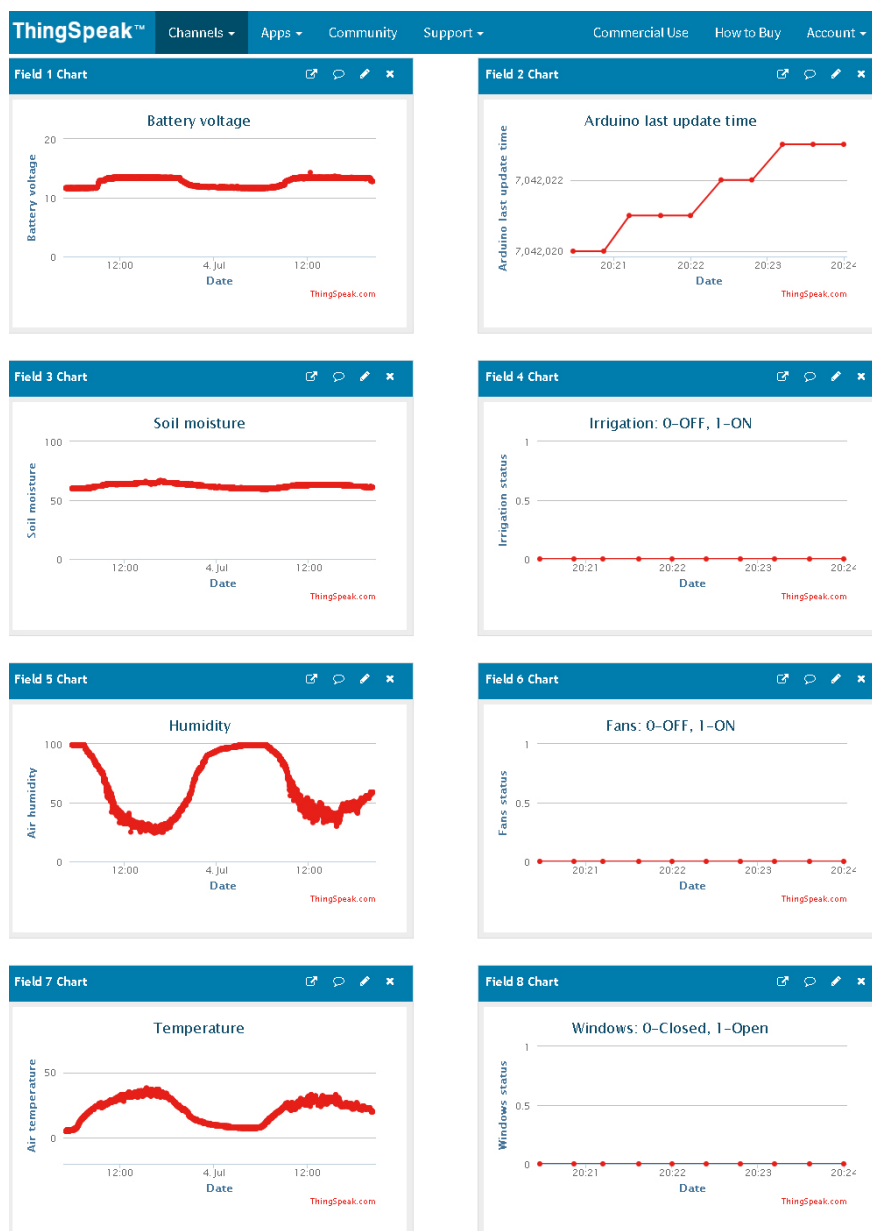 ThingSpeak™ Channels Apps Community Support Commercial Use How to Buy Account
Field 1 Chart
Battery voltage
Battery voltage
20
10
0
12:00 4. Jul 12:00
Date
ThingSpeak.com
Field 2 Chart
Arduino last update time
Arduino last update time
7,042,022
7,042,020
20:21 20:22 20:23 20:24
Date
ThingSpeak.com
Field 3 Chart
Soil moisture
Soil moisture
100
50
0
12:00 4. Jul 12:00
Date
ThingSpeak.com
Field 4 Chart
Irrigation: 0-OFF, 1-ON
Irrigation status
1
0.5
0
20:21 20:22 20:23 20:24
Date
ThingSpeak.com
Field 5 Chart
Humidity
Air humidity
100
50
0
12:00 4. Jul 12:00
Date
ThingSpeak.com
Field 6 Chart
Fans: 0-OFF, 1-ON
Fans status
1
0.5
0
20:21 20:22 20:23 20:24
Date
ThingSpeak.com
Field 7 Chart
Temperature
Air temperature
50
0
12:00 4. Jul 12:00
Date
ThingSpeak.com
Field 8 Chart
Windows: 0-Closed, 1-Open
Windows status
1
0.5
0
20:21 20:22 20:23 20:24
Date
ThingSpeak.com